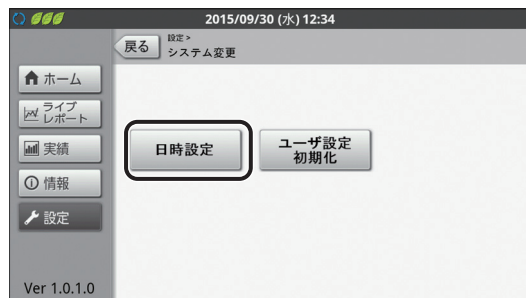 2015/09/30 (水) 12:34
戻る
設定 >
システム変更
ホーム
ライブ
レポート
実績
情報
設定
日時設定
ユーザ設定
初期化
Ver 1.0.1.0